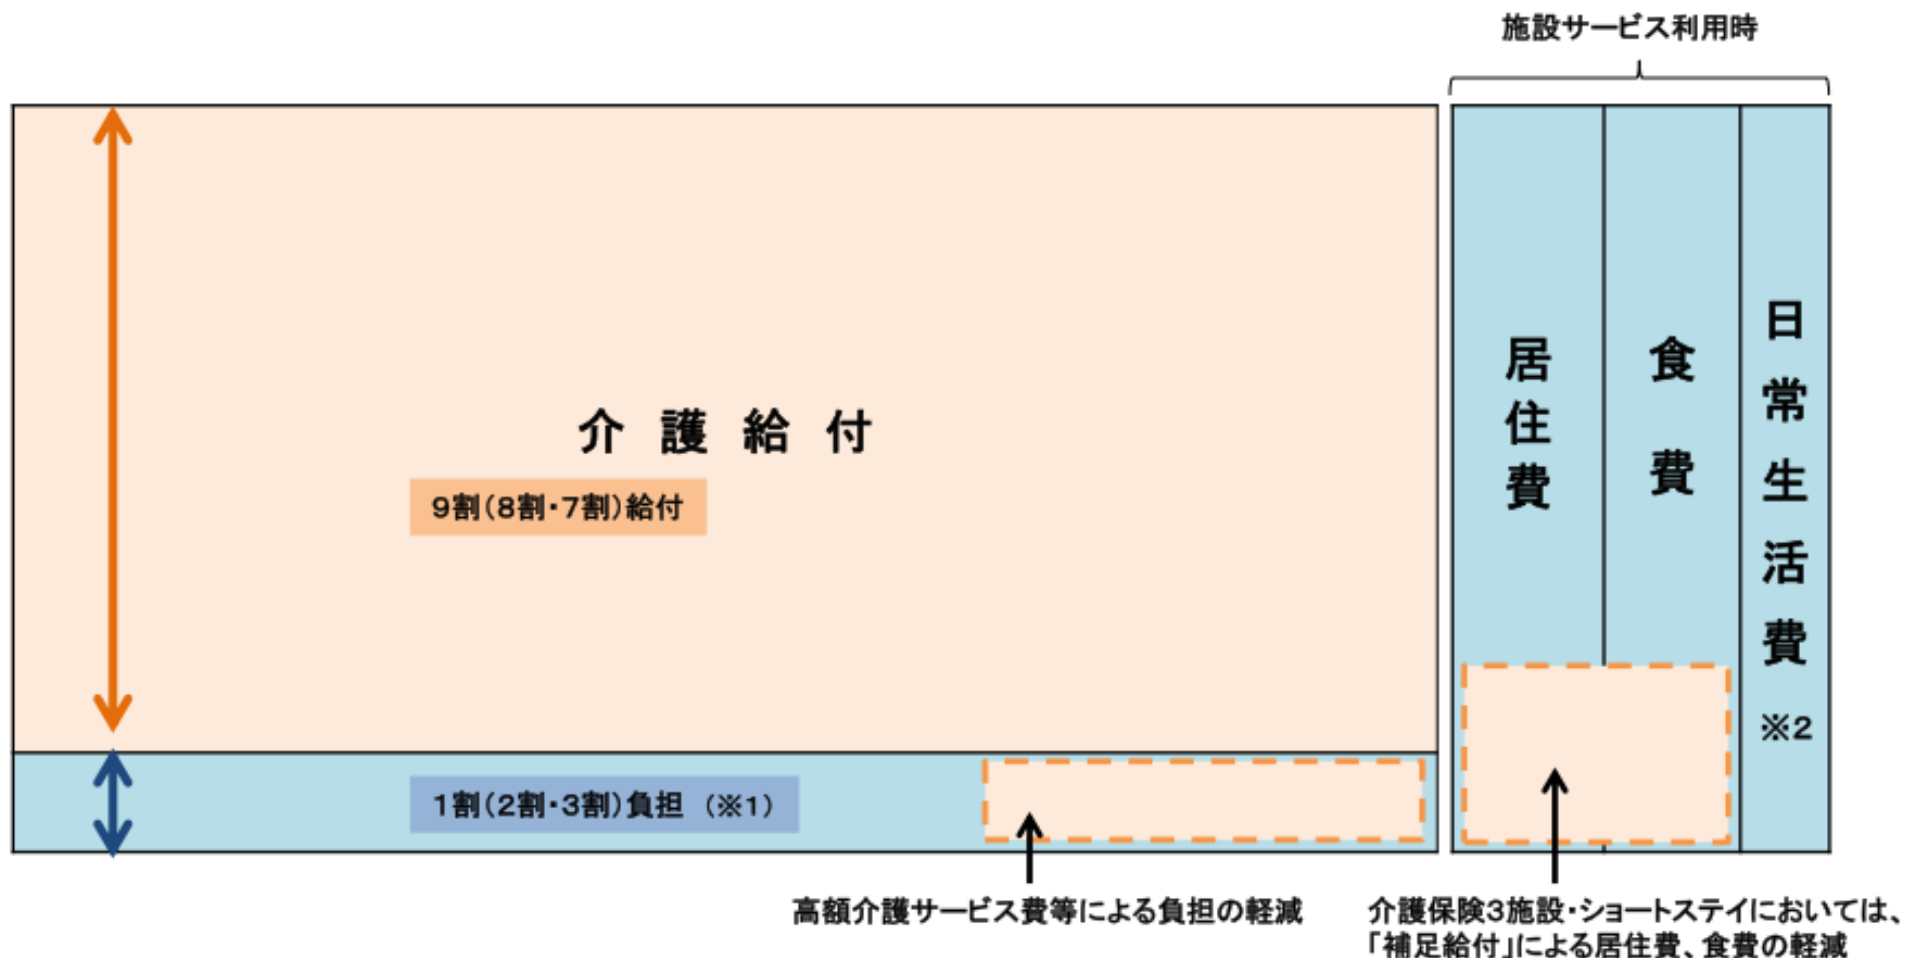 施設サービス利用時
介護給付
9割(8割・7割)給付
1割(2割・3割)負担 (※1)
居住費
食費
日常生活費
※2
高額介護サービス費等による負担の軽減
介護保険3施設・ショートステイにおいては、
「補足給付」による居住費、食費の軽減